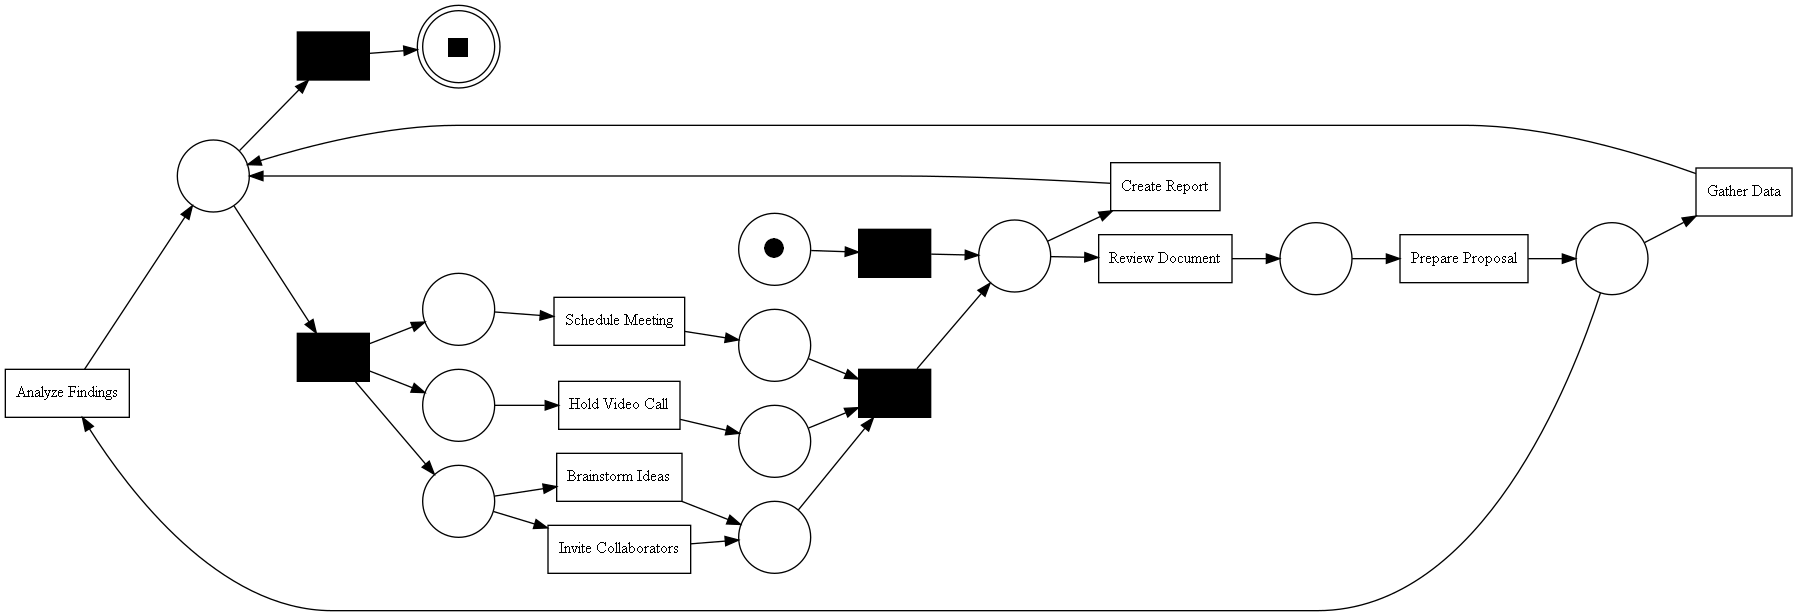 Create Report
Gather Data
Review Document
Prepare Proposal
Schedule Meeting
Analyze Findings
Hold Video Call
Brainstorm Ideas
Invite Collaborators